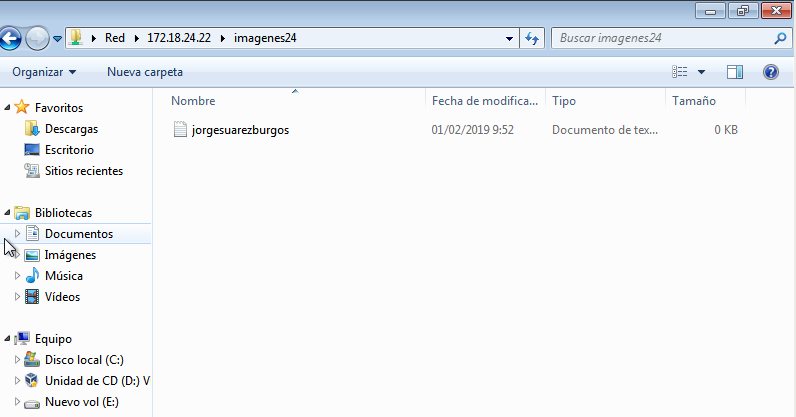 Red 172.18.24.22 imagenes24 Buscar imagenes24
Organizar Nueva carpeta
Nombre Fecha de modifica... Tipo Tamaño
jorgesuarezburgos 01/02/2019 9:52 Documento de tex... 0 KB
Favoritos
Descargas
Escritorio
Sitios recientes
Bibliotecas
Documentos
Imágenes
Música
Vídeos
Equipo
Disco local (C:)
Unidad de CD (D:) V
Nuevo vol (E:)